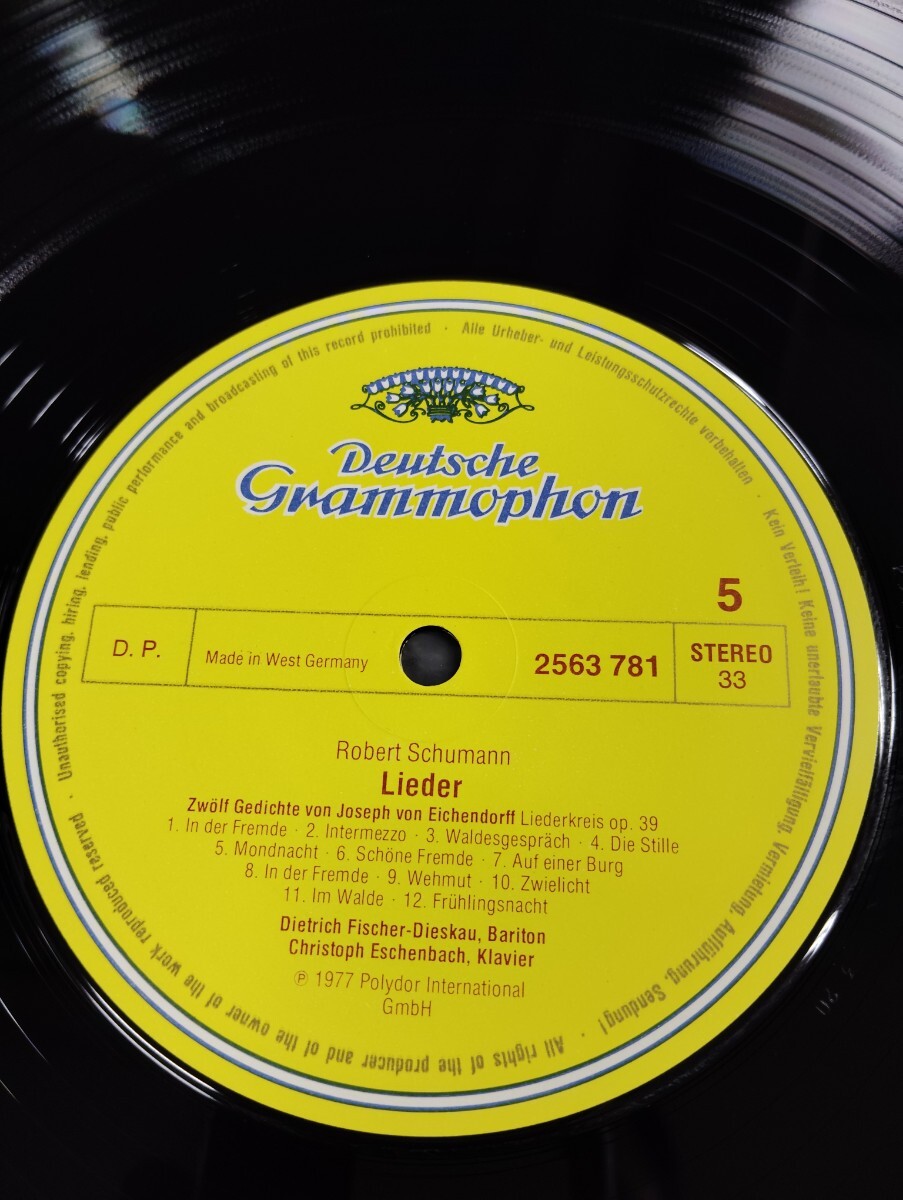 Deutsche
Grammophon
5
D. P.
Made in West Germany
2563 781
STEREO
33
Robert Schumann
Lieder
Zwölf Gedichte von Joseph von Eichendorff Liederkreis op. 39
1. In der Fremde · 2. Intermezzo · 3. Waldesgespräch · 4. Die Stille
5. Mondnacht · 6. Schöne Fremde · 7. Auf einer Burg
8. In der Fremde · 9. Wehmut · 10. Zwielicht
11. Im Walde · 12. Frühlingsnacht
Dietrich Fischer-Dieskau, Bariton
Christoph Eschenbach, Klavier
℗ 1977 Polydor International
GmbH
Alle Urheber- und Leistungsschutzrechte vorbehalten · Kein Verleih! Keine unerlaubte Vervielfältigung, Vermietung, Aufführung, Sendung! · All rights of the producer and of the owner of the work reproduced reserved · Unauthorised copying, hiring, lending, public performance and broadcasting of this record prohibited ·